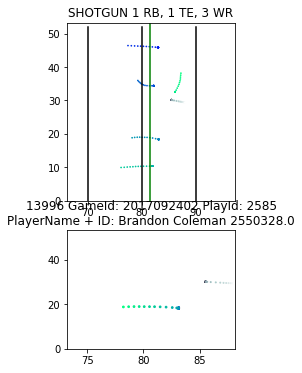 SHOTGUN 1 RB, 1 TE, 3 WR
50
40
30
20
10
0
70 80 90
13996 GameId: 2017092402 PlayId: 2585
PlayerName + ID: Brandon Coleman 2550328.0
40
20
0
75 80 85